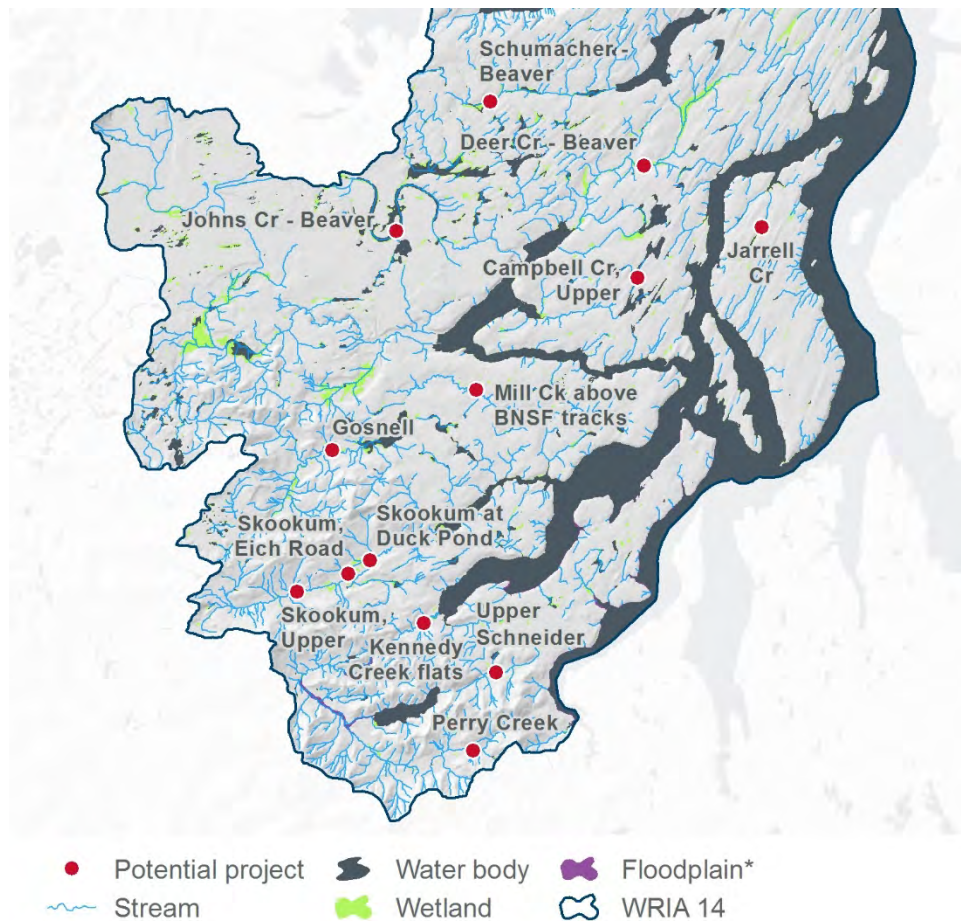 Schumacher -
Beaver
Deer Cr - Beaver
Johns Cr - Beaver
Jarrell
Cr
Campbell Cr,
Upper
Mill Ck above
BNSF tracks
Gosnell
Skookum,
Eich Road
Skookum at
Duck Pond
Skookum,
Upper
Kennedy
Creek flats
Upper
Schneider
Perry Creek
Potential project
Water body
Floodplain*
Stream
Wetland
WRIA 14